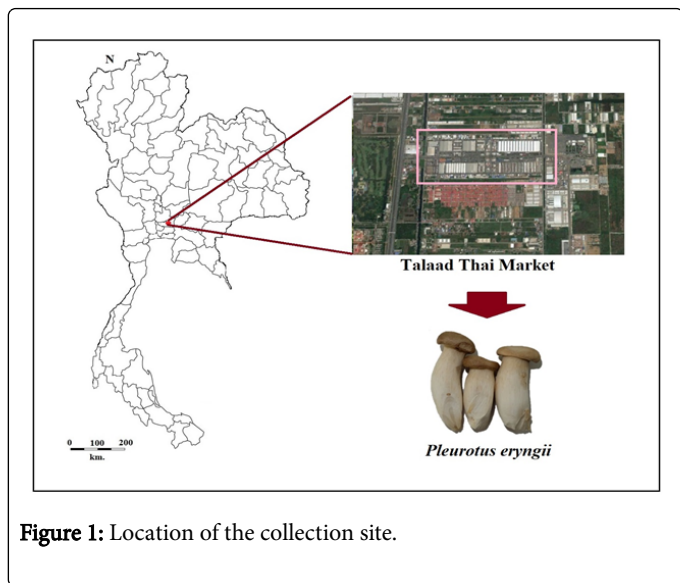 N
Talaad Thai Market
Pleurotus eryngii
0 100 200
km.
Figure 1: Location of the collection site.